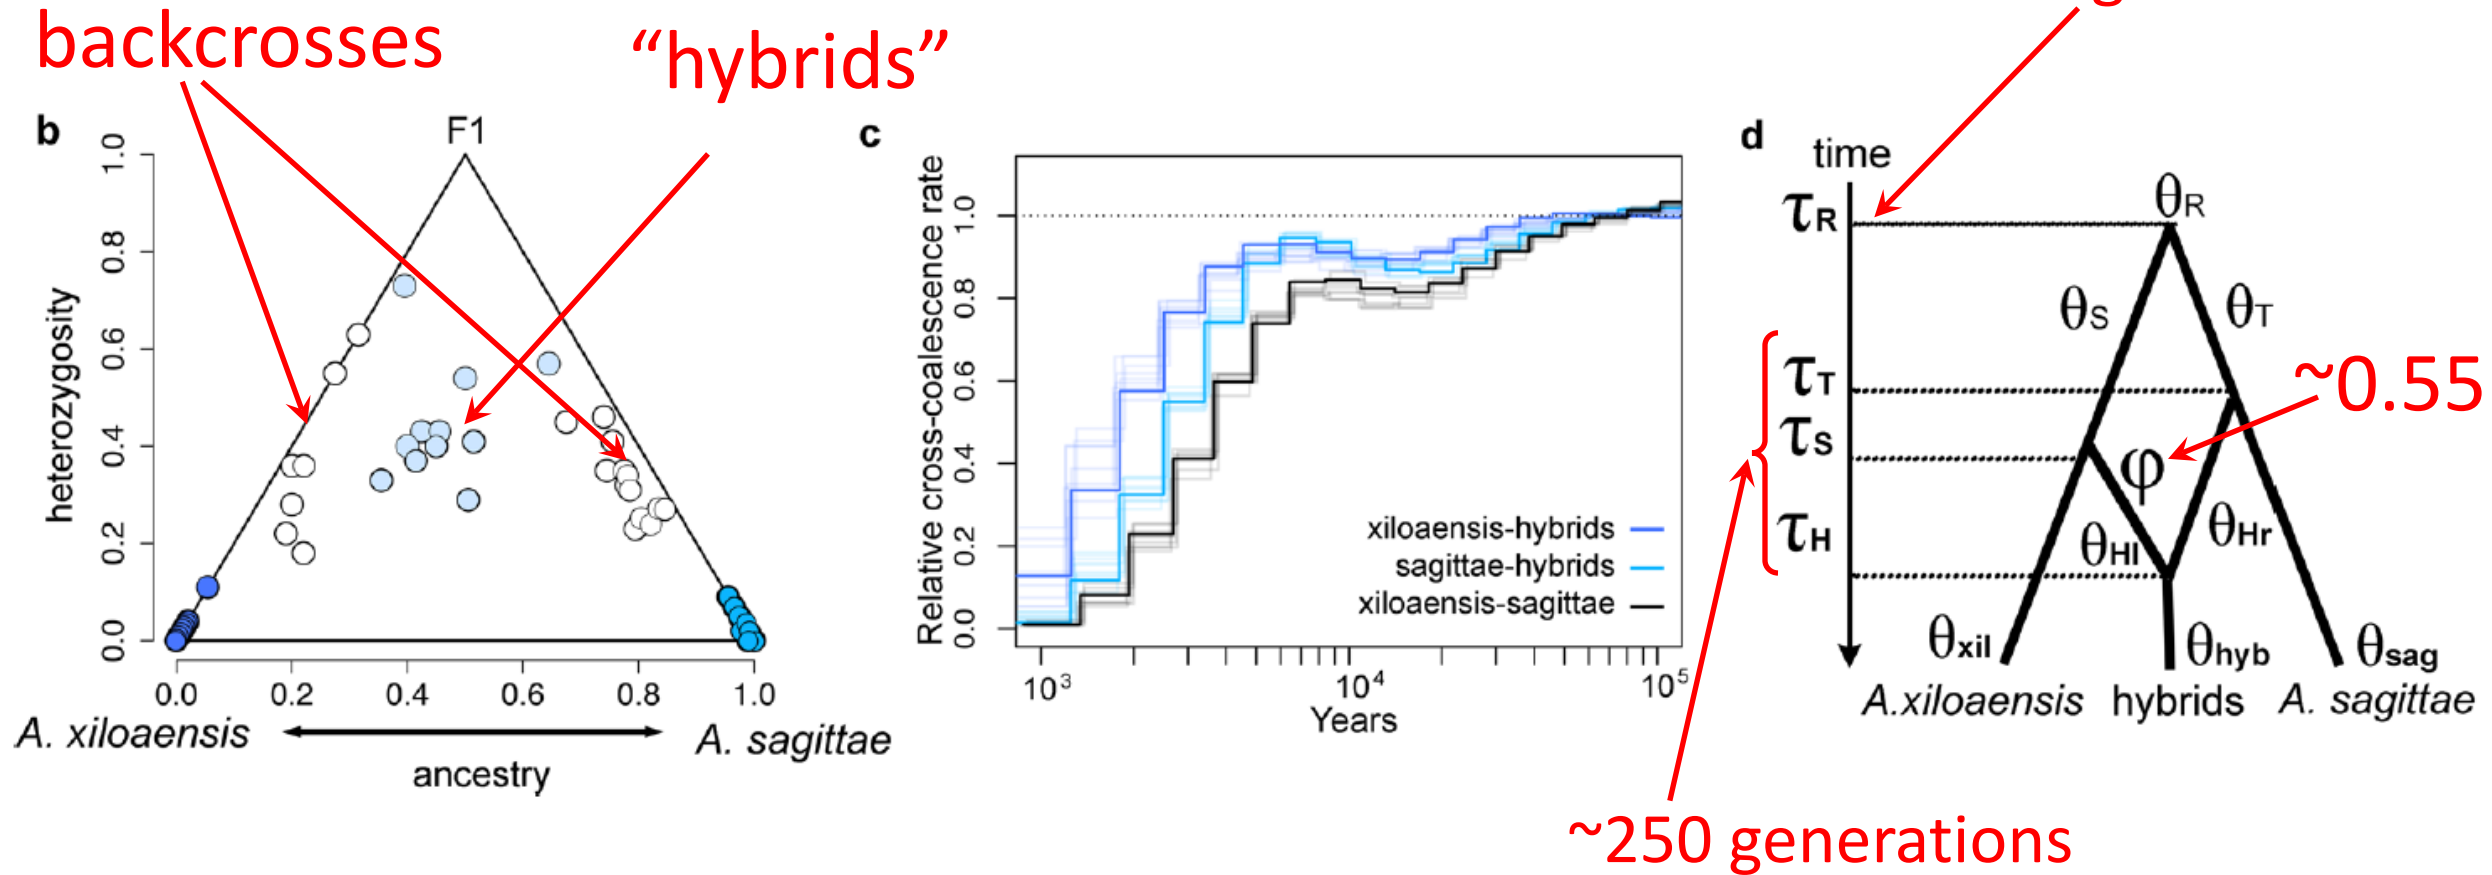 backcrosses
“hybrids”
b
F1
heterozygosity
1.0
0.8
0.6
0.4
0.2
0.0
0.0 0.2 0.4 0.6 0.8 1.0
A. xiloaensis
A. sagittae
ancestry
c
Relative cross-coalescence rate
1.0
0.8
0.6
0.4
0.2
0.0
xiloaensis-hybrids
sagittae-hybrids
xiloaensis-sagittae
10³ 10⁴ 10⁵
Years
d
time
τR
θR
θS
θT
τT
~0.55
τS
φ
τH
θHl
θHr
θxil
θhyb
θsag
A.xiloaensis hybrids A. sagittae
~250 generations